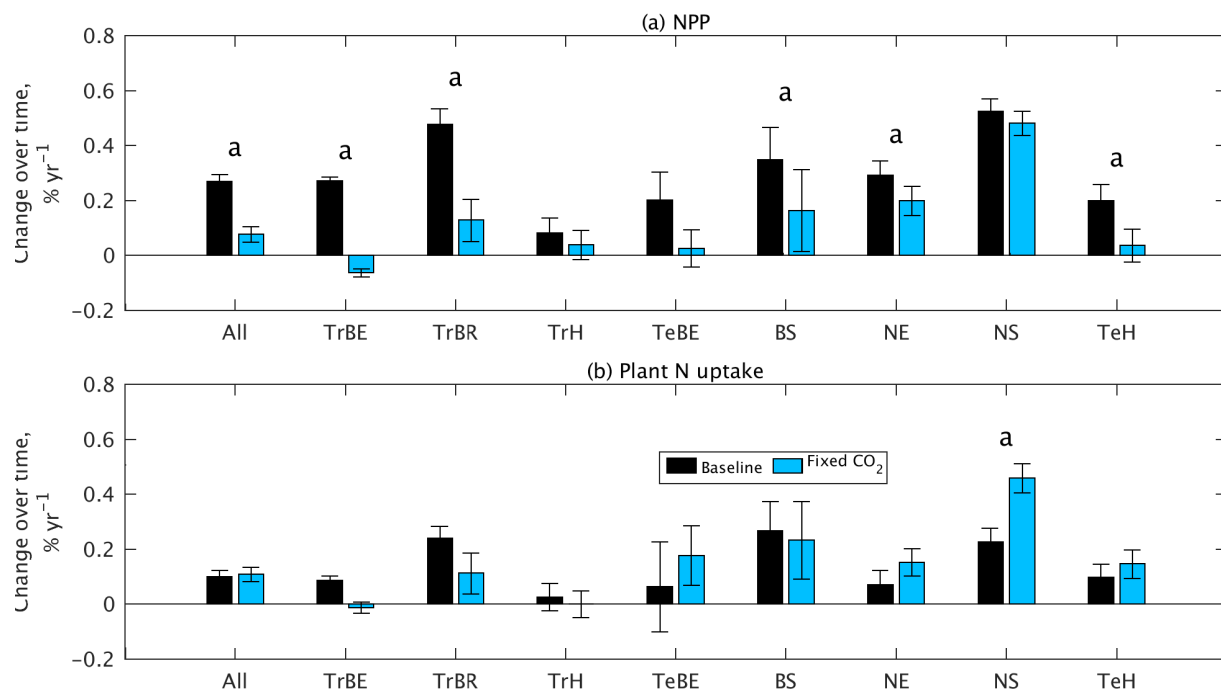 (a) NPP
0.8
0.6
0.4
0.2
0
−0.2
Change over time,
% yr⁻¹
a
a
a
a
a
a
All TrBE TrBR TrH TeBE BS NE NS TeH
(b) Plant N uptake
0.8
0.6
0.4
0.2
0
−0.2
Change over time,
% yr⁻¹
a
Baseline Fixed CO₂
All TrBE TrBR TrH TeBE BS NE NS TeH